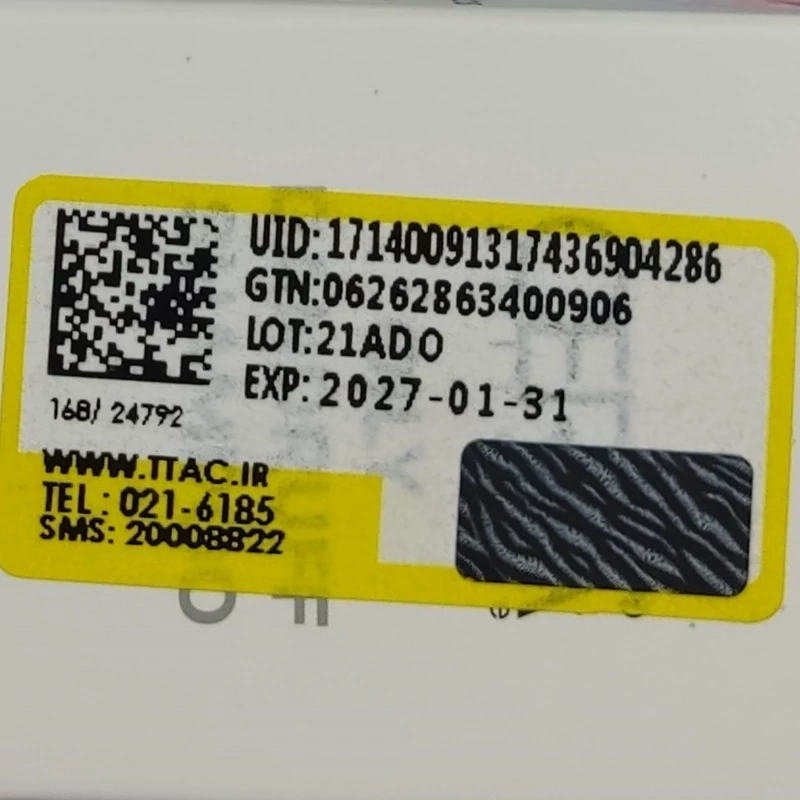 UID:17140091317436904286
GTN:06262863400906
LOT:21ADO
EXP: 2027-01-31
168/ 24792
WWW.TTAC.IR
TEL: 021-6185
SMS: 20008822